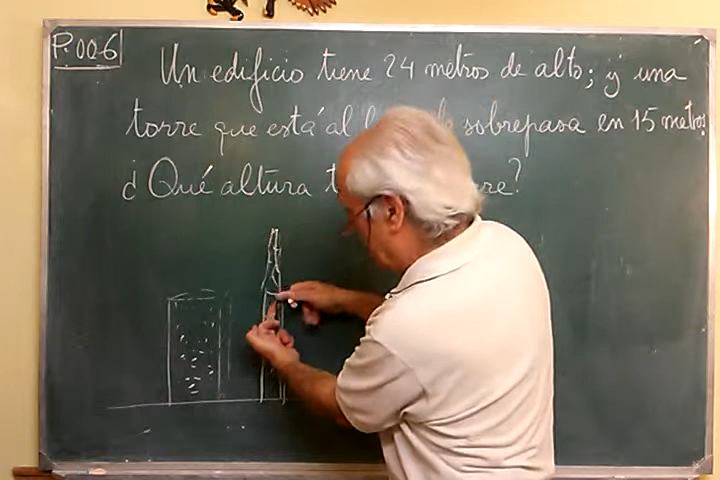 P.006
Un edificio tiene 24 metros de alto; y una
torre que está al sobrepasa en 15 metros
¿Qué altura ?